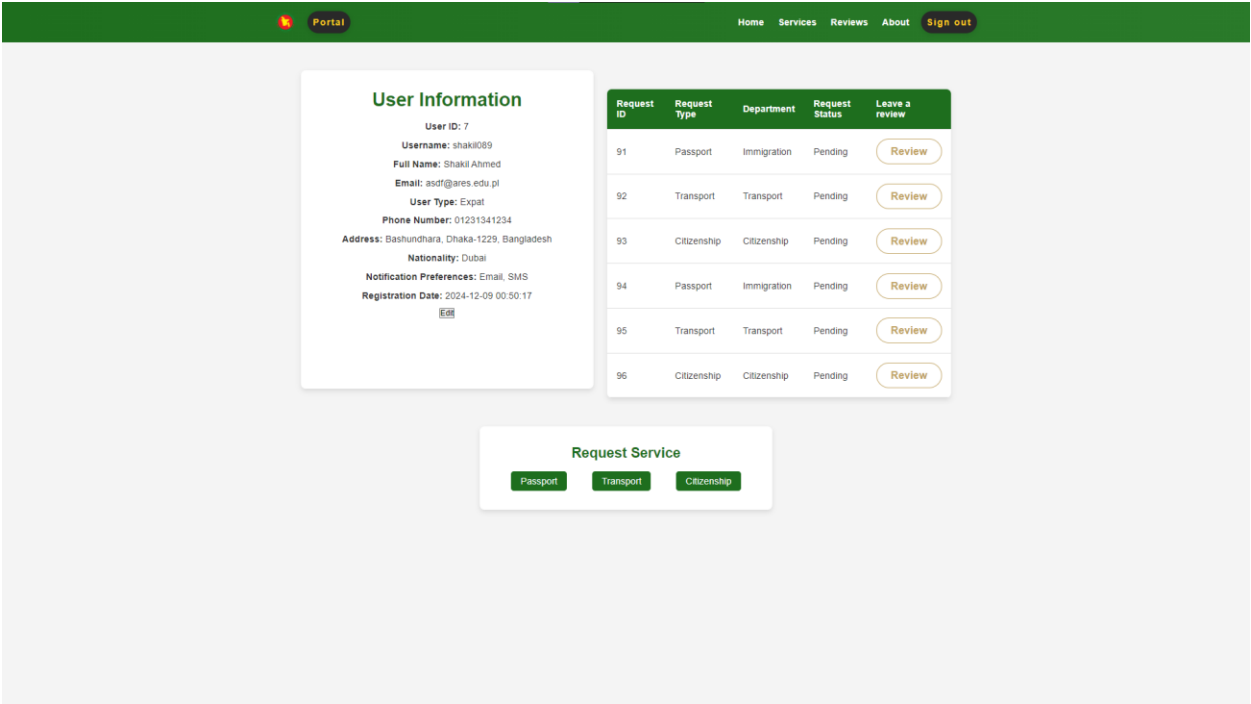 Portal
Home Services Reviews About Sign out
User Information
User ID: 7
Username: shakil089
Full Name: Shakil Ahmed
Email: asdf@ares.edu.pl
User Type: Expat
Phone Number: 01231341234
Address: Bashundhara, Dhaka-1229, Bangladesh
Nationality: Dubai
Notification Preferences: Email, SMS
Registration Date: 2024-12-09 00:50:17
Edit
Request ID Request Type Department Request Status Leave a review
91 Passport Immigration Pending Review
92 Transport Transport Pending Review
93 Citizenship Citizenship Pending Review
94 Passport Immigration Pending Review
95 Transport Transport Pending Review
96 Citizenship Citizenship Pending Review
Request Service
Passport Transport Citizenship